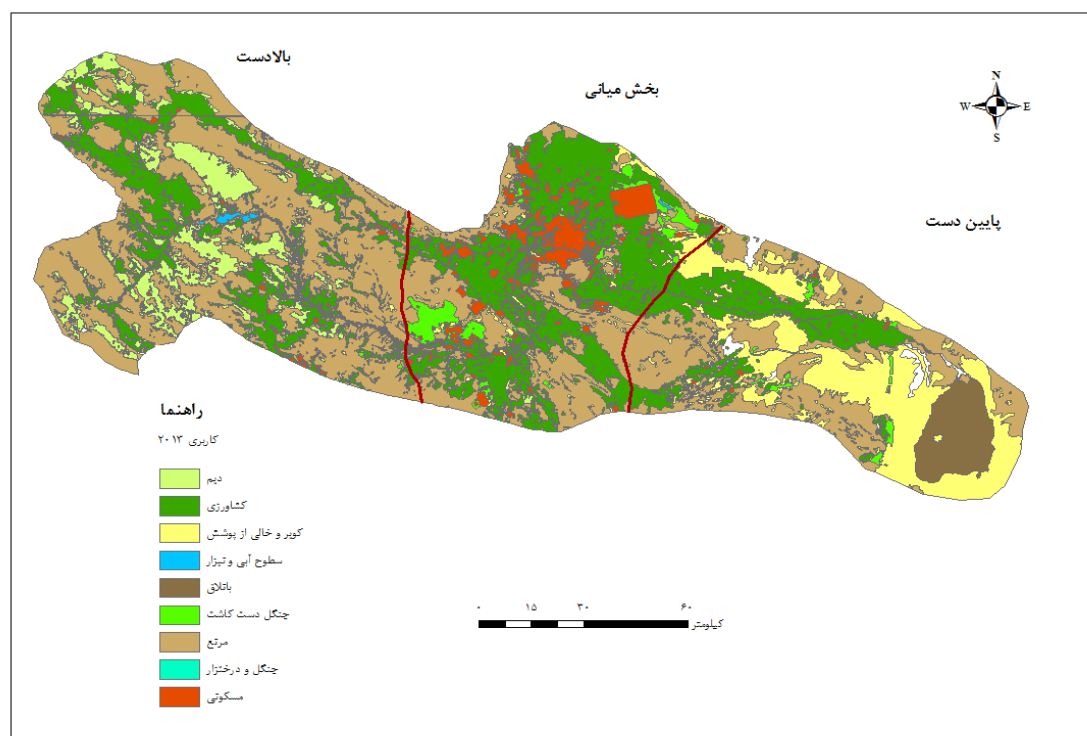 بالادست
بخش میانی
N
W E
S
پایین دست
راهنما
کاربری ۲۰۱۳
دیم
کشاورزی
کویر و خالی از پوشش
سطوح آبی و نیزار
باتلاق
جنگل دست کاشت
مرتع
جنگل و درختزار
مسکونی
۰ ۱۵ ۳۰ ۶۰
کیلومتر